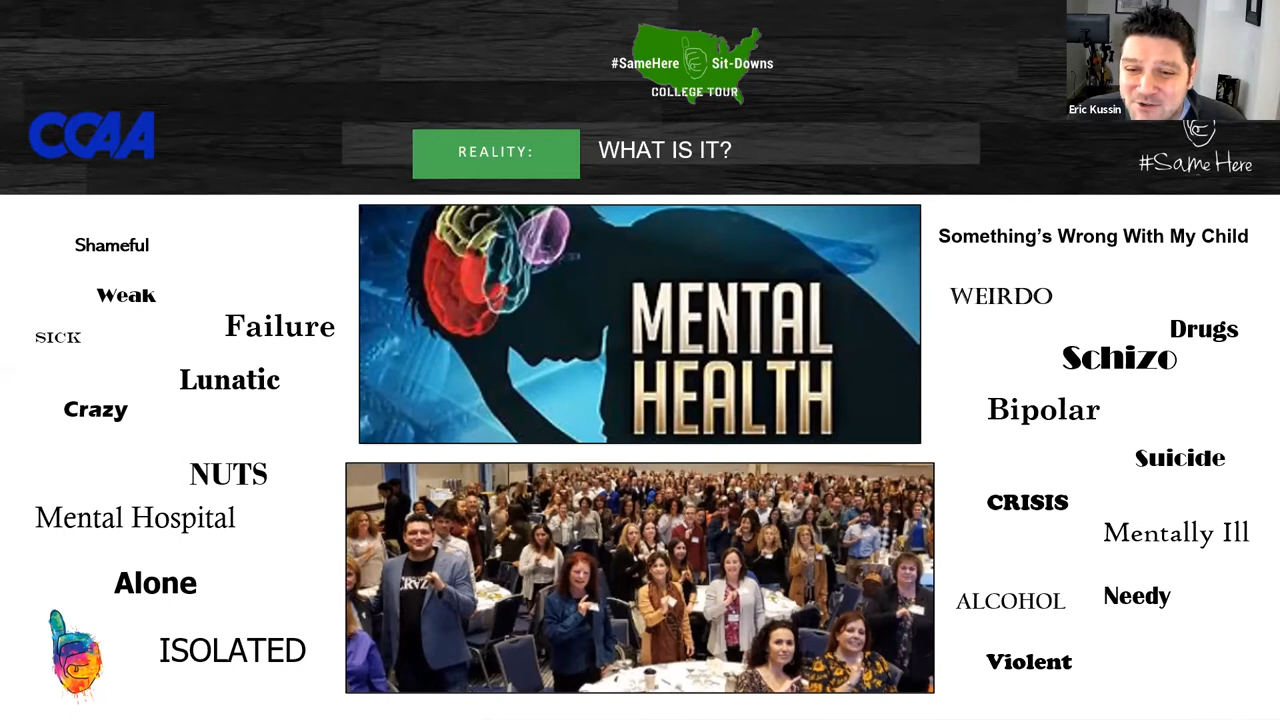 #SameHere Sit-Downs
COLLEGE TOUR
Eric Kussin
CCAA
REALITY:
WHAT IS IT?
#SameHere
Shameful
Weak
SICK
Failure
Lunatic
Crazy
NUTS
Mental Hospital
Alone
ISOLATED
MENTAL
HEALTH
Something's Wrong With My Child
WEIRDO
Drugs
Schizo
Bipolar
Suicide
CRISIS
Mentally Ill
ALCOHOL
Needy
Violent